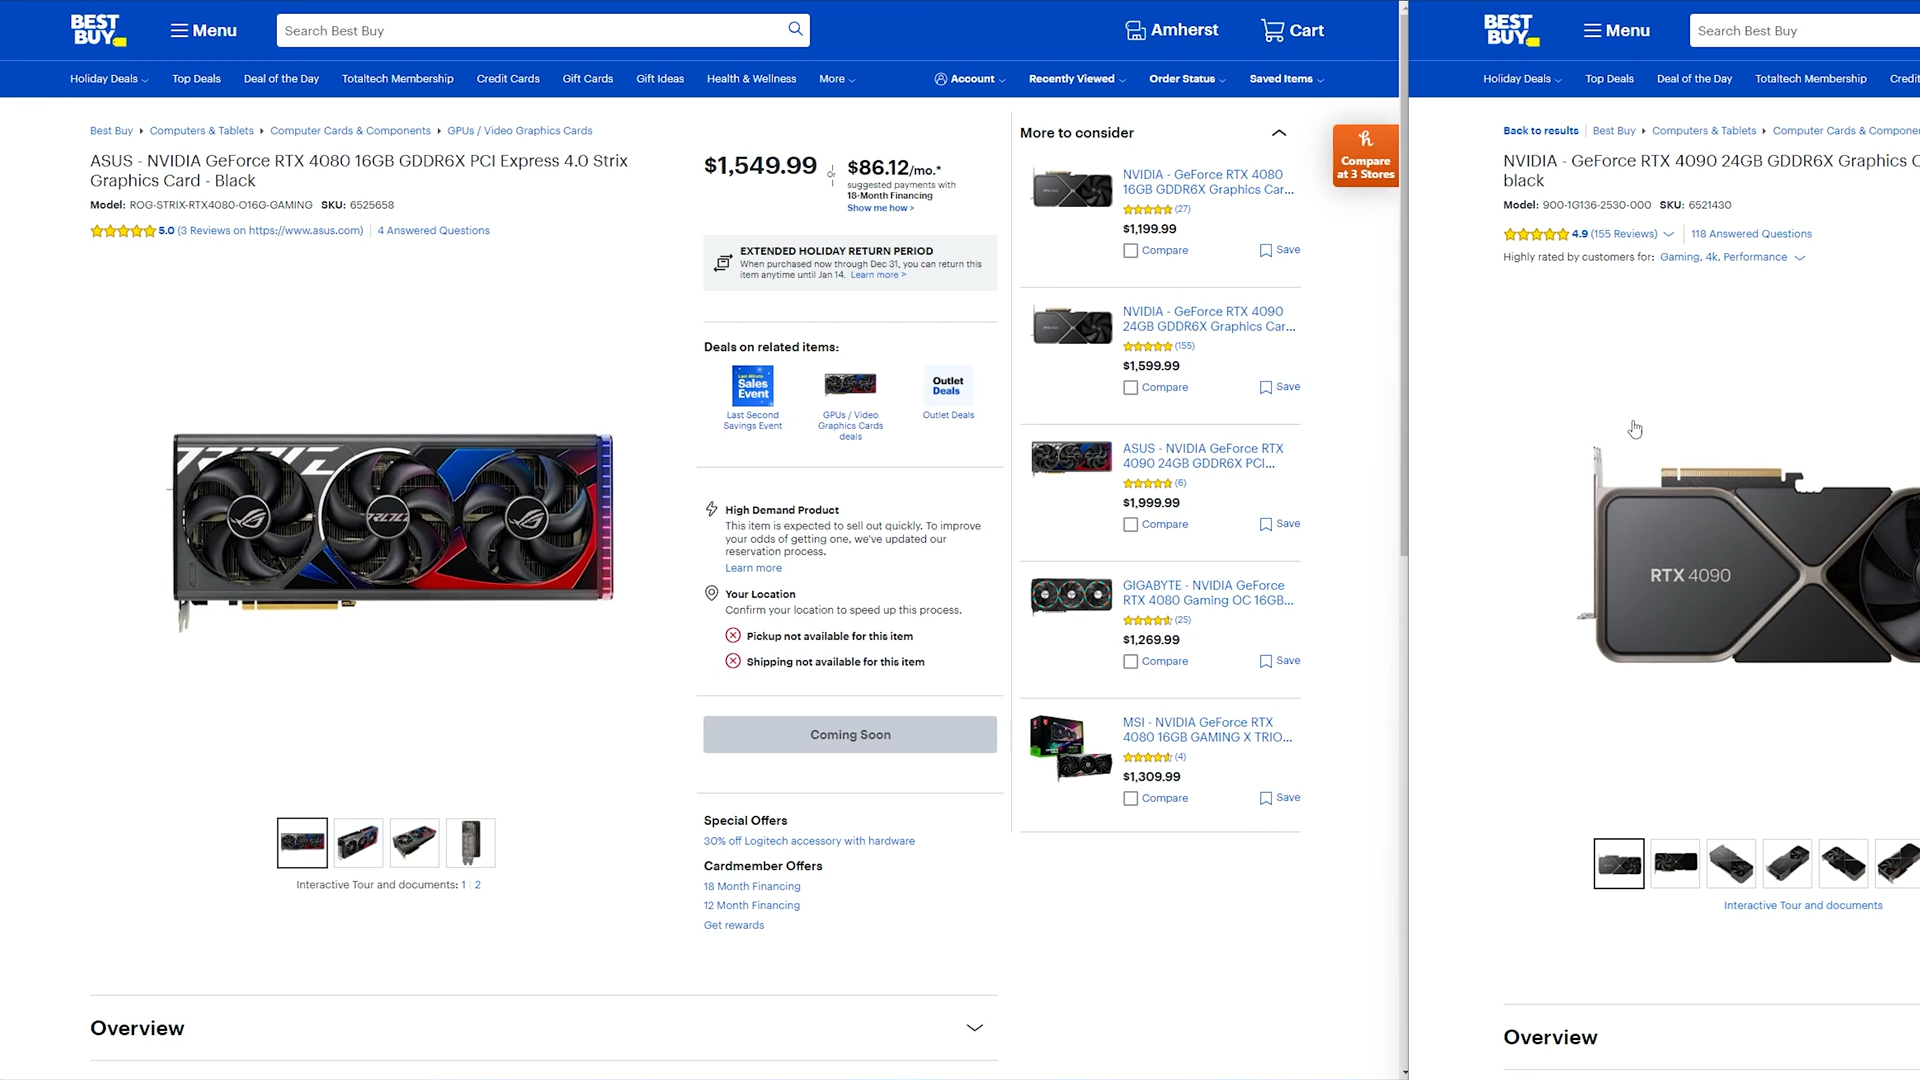 BEST BUY
Menu
Search Best Buy
Amherst
Cart
Holiday Deals
Top Deals
Deal of the Day
Totaltech Membership
Credit Cards
Gift Cards
Gift Ideas
Health & Wellness
More
Account
Recently Viewed
Order Status
Saved Items
Best Buy
Computers & Tablets
Computer Cards & Components
GPUs / Video Graphics Cards
ASUS - NVIDIA GeForce RTX 4080 16GB GDDR6X PCI Express 4.0 Strix
Graphics Card - Black
Model: ROG-STRIX-RTX4080-O16G-GAMING SKU: 6525658
5.0 (3 Reviews on https://www.asus.com)
4 Answered Questions
Interactive Tour and documents: 1 2
$1,549.99
or
$86.12/mo.*
suggested payments with
18-Month Financing
Show me how >
EXTENDED HOLIDAY RETURN PERIOD
When purchased now through Dec 31, you can return this
item anytime until Jan 14. Learn more >
Deals on related items:
Last-Minute
Sales
Event
Last Second
Savings Event
GPUs / Video
Graphics Cards
deals
Outlet
Deals
Outlet Deals
High Demand Product
This item is expected to sell out quickly. To improve
your odds of getting one, we've updated our
reservation process.
Learn more
Your Location
Confirm your location to speed up this process.
Pickup not available for this item
Shipping not available for this item
Coming Soon
Special Offers
30% off Logitech accessory with hardware
Cardmember Offers
18 Month Financing
12 Month Financing
Get rewards
Overview
More to consider
NVIDIA - GeForce RTX 4080
16GB GDDR6X Graphics Car...
(27)
$1,199.99
Compare
Save
NVIDIA - GeForce RTX 4090
24GB GDDR6X Graphics Car...
(155)
$1,599.99
Compare
Save
ASUS - NVIDIA GeForce RTX
4090 24GB GDDR6X PCI...
(6)
$1,999.99
Compare
Save
GIGABYTE - NVIDIA GeForce
RTX 4080 Gaming OC 16GB...
(25)
$1,269.99
Compare
Save
MSI - NVIDIA GeForce RTX
4080 16GB GAMING X TRIO...
(4)
$1,309.99
Compare
Save
h
Compare
at 3 Stores
BEST BUY
Menu
Search Best Buy
Holiday Deals
Top Deals
Deal of the Day
Totaltech Membership
Credit
Back to results
Best Buy
Computers & Tablets
Computer Cards & Componen
NVIDIA - GeForce RTX 4090 24GB GDDR6X Graphics C
black
Model: 900-1G136-2530-000 SKU: 6521430
4.9 (155 Reviews)
118 Answered Questions
Highly rated by customers for: Gaming, 4k, Performance
RTX 4090
Interactive Tour and documents
Overview